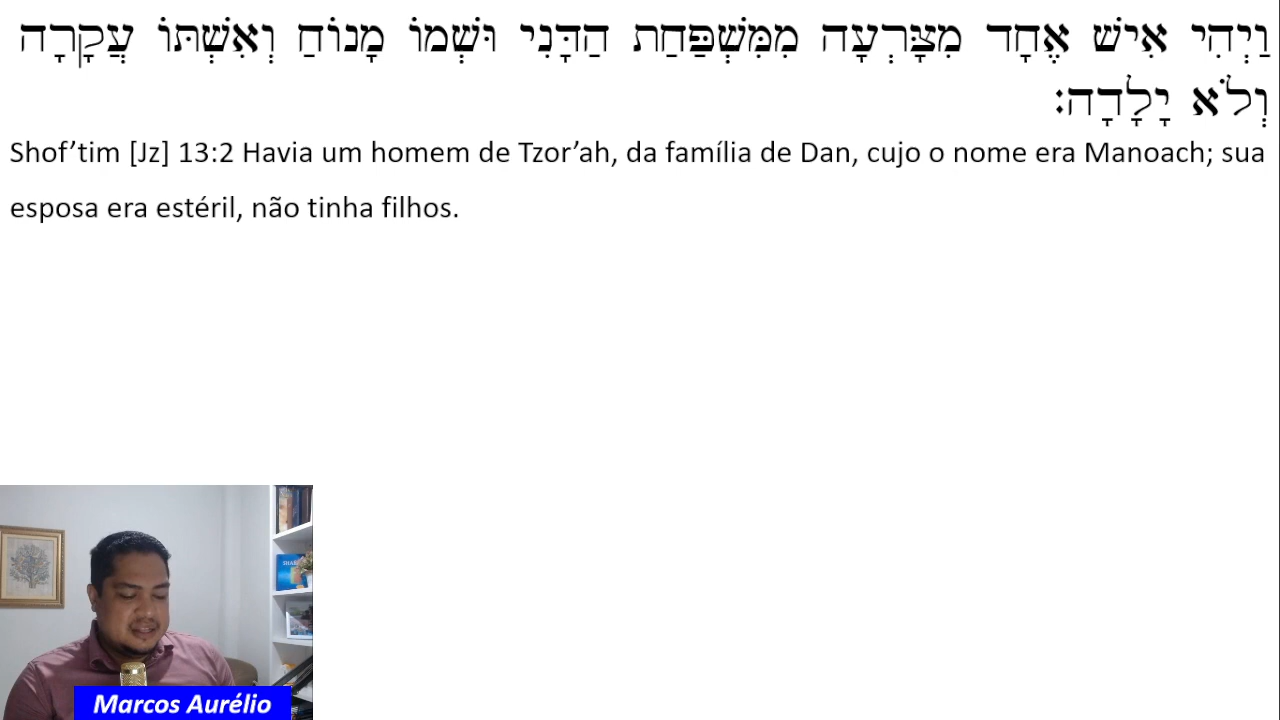 וַיְהִי אִישׁ אֶחָד מִצָּרְעָה מִמִּשְׁפַּחַת הַדָּנִי וּשְׁמוֹ מָנוֹחַ וְאִשְׁתּוֹ עֲקָרָה
וְלֹא יָלָדָה׃
Shof’tim [Jz] 13:2 Havia um homem de Tzor’ah, da família de Dan, cujo o nome era Manoach; sua
esposa era estéril, não tinha filhos.
Marcos Aurélio